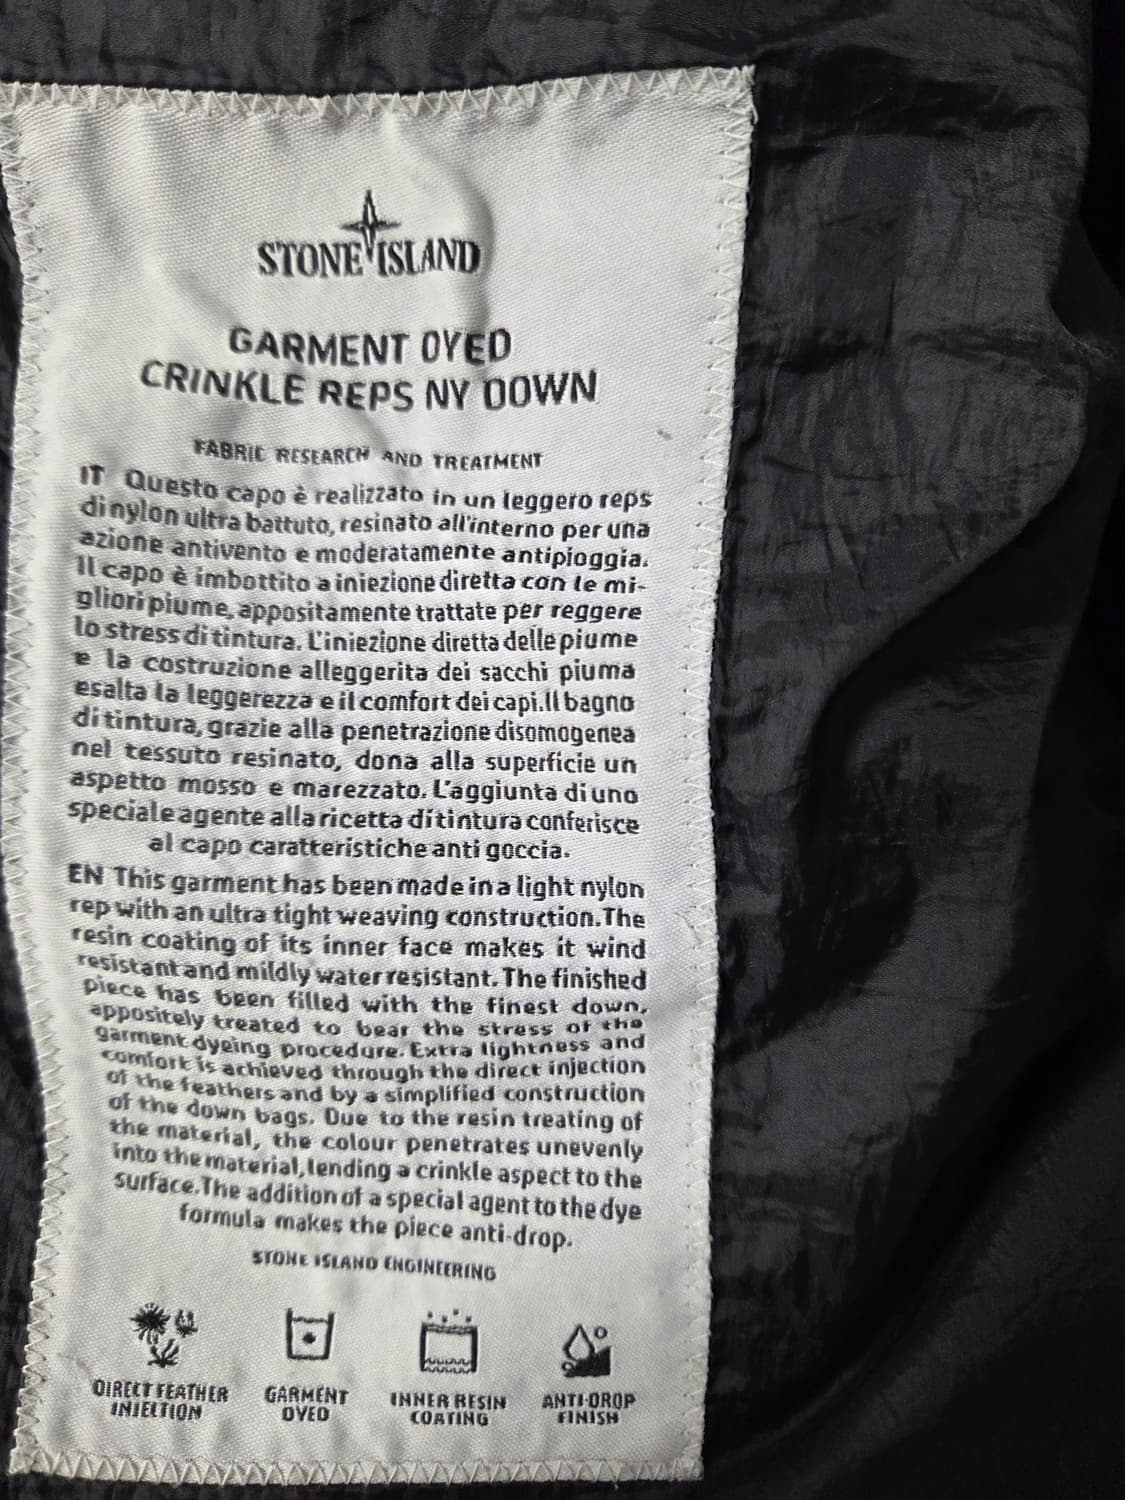 STONE ISLAND
GARMENT DYED
CRINKLE REPS NY DOWN
FABRIC RESEARCH AND TREATMENT
IT Questo capo è realizzato in un leggero reps
di nylon ultra battuto, resinato all'interno per una
azione antivento e moderatamente antipioggia.
Il capo è imbottito a iniezione diretta con le mi-
gliori piume, appositamente trattate per reggere
lo stress di tintura. L'iniezione diretta delle piume
e la costruzione alleggerita dei sacchi piuma
esalta la leggerezza e il comfort dei capi. Il bagno
di tintura, grazie alla penetrazione disomogenea
nel tessuto resinato, dona alla superficie un
aspetto mosso e marezzato. L'aggiunta di uno
speciale agente alla ricetta di tintura conferisce
al capo caratteristiche anti goccia.
EN This garment has been made in a light nylon
rep with an ultra tight weaving construction. The
resin coating of its inner face makes it wind
resistant and mildly water resistant. The finished
piece has been filled with the finest down,
appositely treated to bear the stress of the
garment dyeing procedure. Extra lightness and
comfort is achieved through the direct injection
of the feathers and by a simplified construction
of the down bags. Due to the resin treating of
the material, the colour penetrates unevenly
into the material, lending a crinkle aspect to the
surface. The addition of a special agent to the dye
formula makes the piece anti-drop.
STONE ISLAND ENGINEERING
DIRECT FEATHER
INJECTION
GARMENT
DYED
INNER RESIN
COATING
ANTI-DROP
FINISH